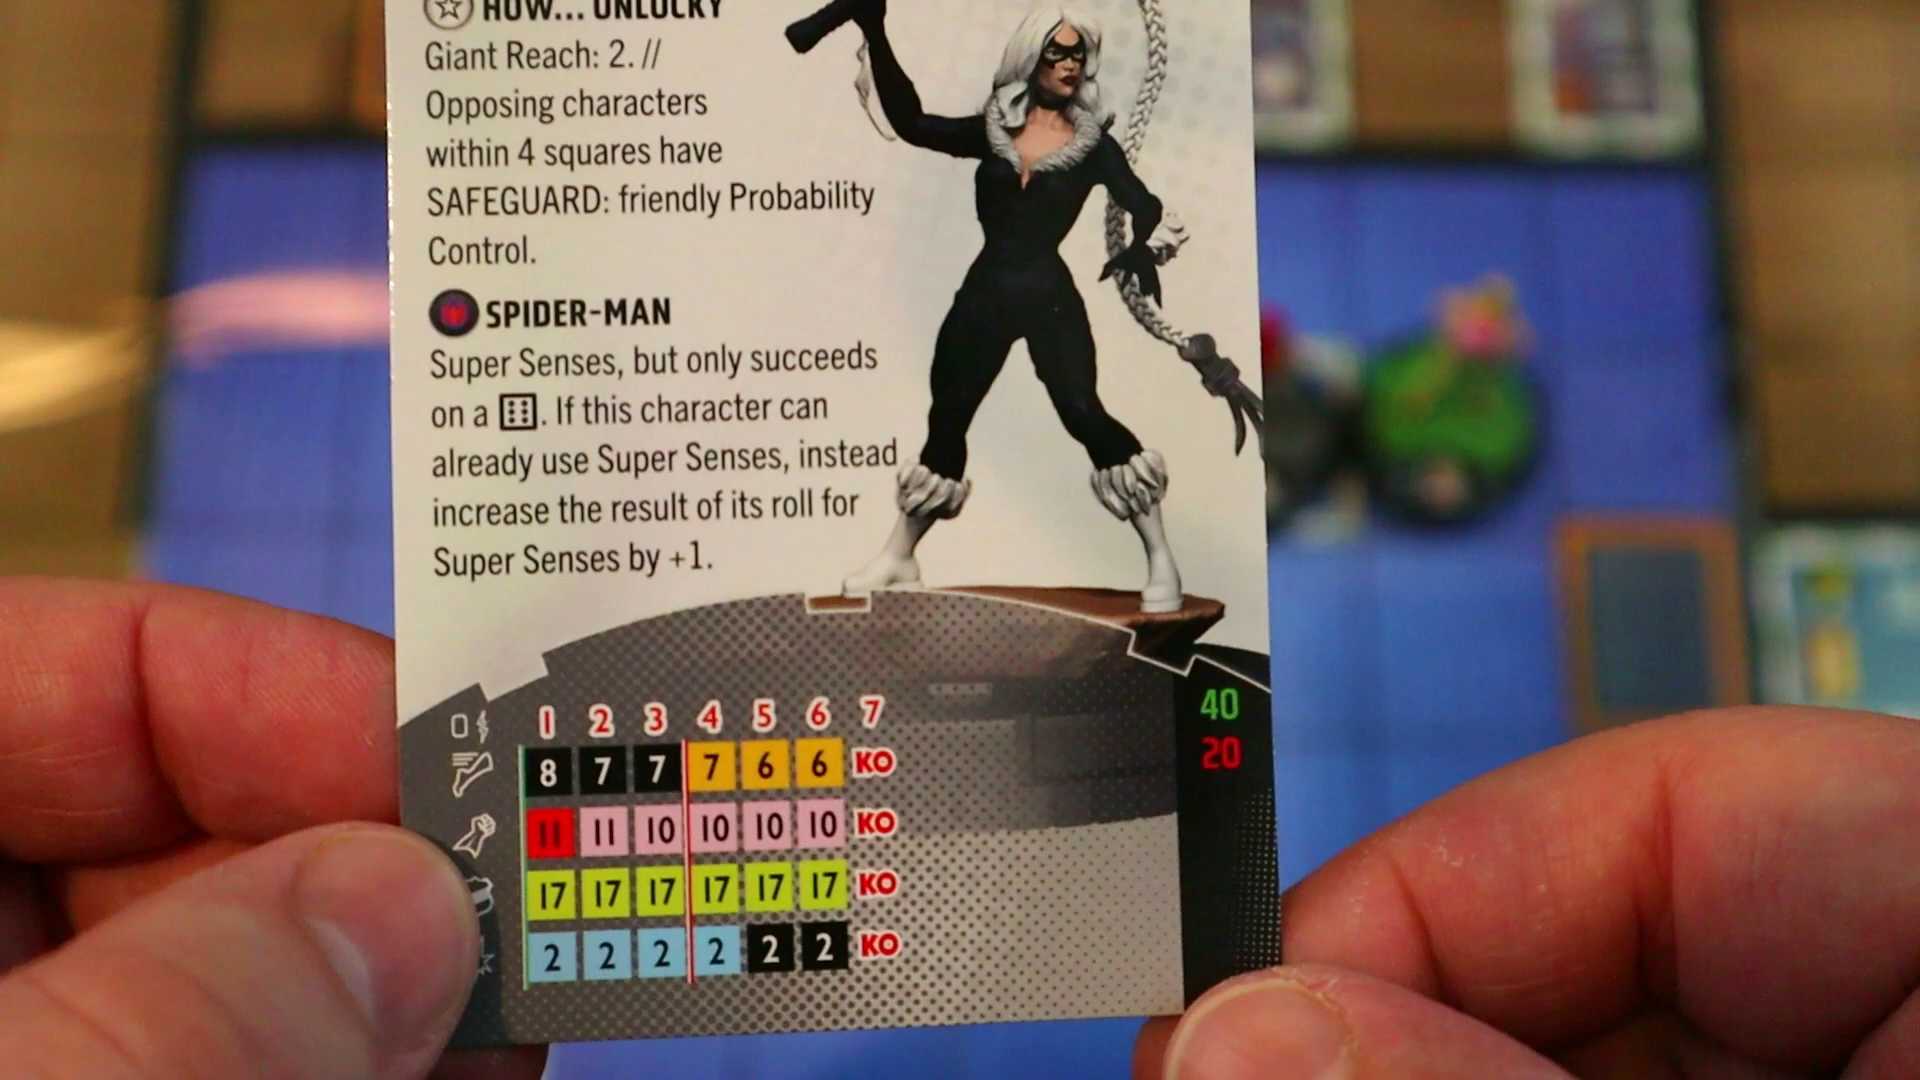 HOW... UNLUCKY
Giant Reach: 2. //
Opposing characters
within 4 squares have
SAFEGUARD: friendly Probability
Control.
SPIDER-MAN
Super Senses, but only succeeds
on a ⚅. If this character can
already use Super Senses, instead
increase the result of its roll for
Super Senses by +1.
40
20
0 1 2 3 4 5 6 7
8 7 7 7 6 6 KO
11 11 10 10 10 10 KO
17 17 17 17 17 17 KO
2 2 2 2 2 2 KO